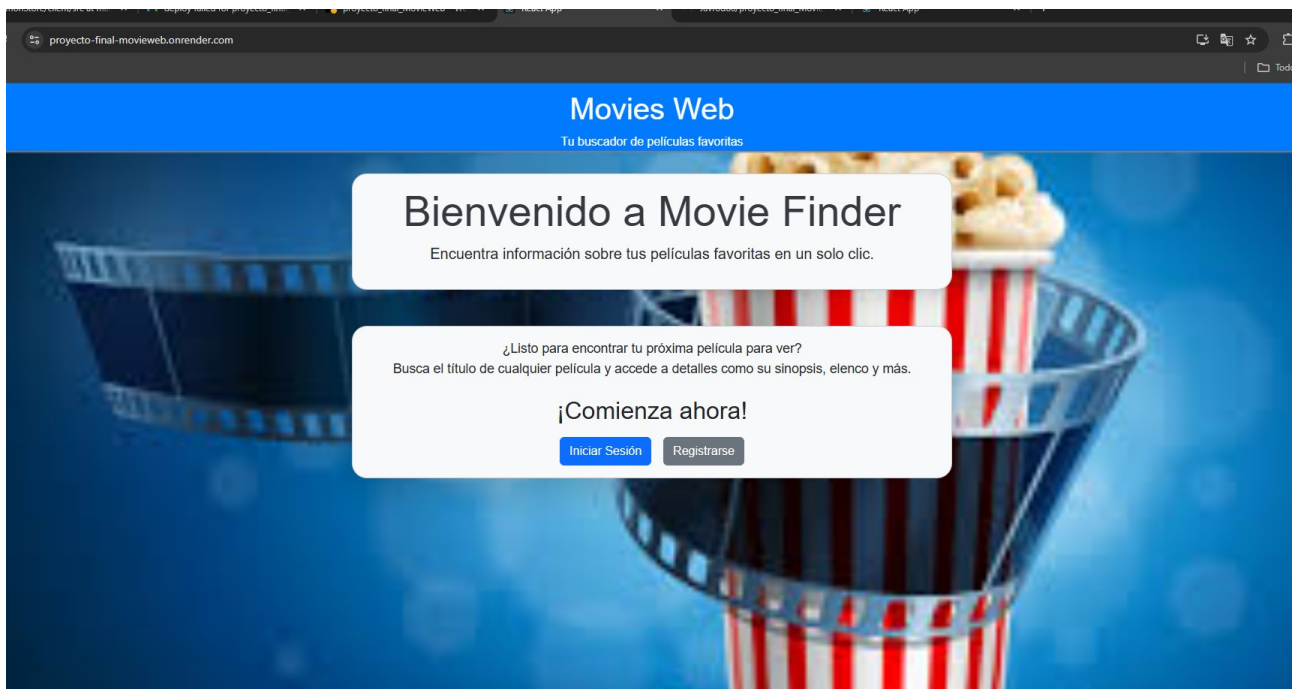 proyecto-final-movieweb.onrender.com
Movies Web
Tu buscador de películas favoritas
Bienvenido a Movie Finder
Encuentra información sobre tus películas favoritas en un solo clic.
¿Listo para encontrar tu próxima película para ver?
Busca el título de cualquier película y accede a detalles como su sinopsis, elenco y más.
¡Comienza ahora!
Iniciar Sesión Registrarse